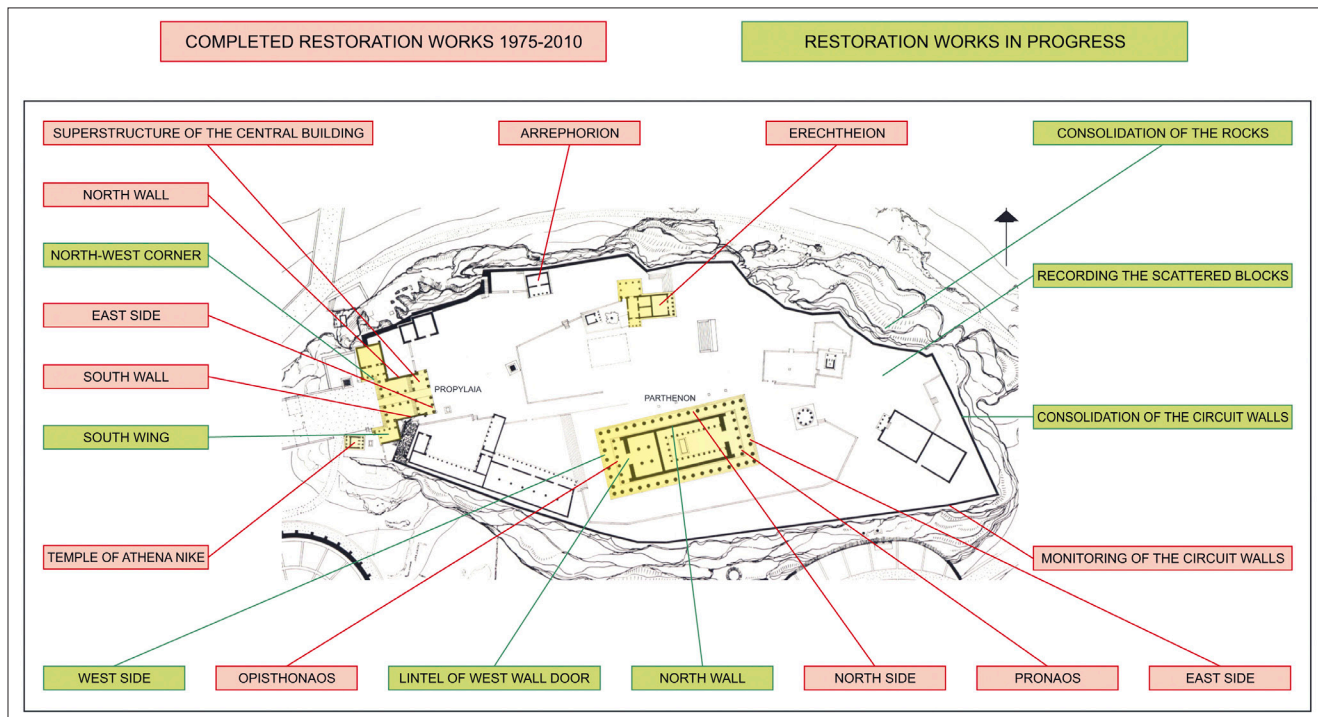 COMPLETED RESTORATION WORKS 1975-2010
RESTORATION WORKS IN PROGRESS
SUPERSTRUCTURE OF THE CENTRAL BUILDING
ARREPHORION
ERECHTHEION
CONSOLIDATION OF THE ROCKS
NORTH WALL
NORTH-WEST CORNER
RECORDING THE SCATTERED BLOCKS
EAST SIDE
SOUTH WALL
PROPYLAIA
PARTHENON
CONSOLIDATION OF THE CIRCUIT WALLS
SOUTH WING
TEMPLE OF ATHENA NIKE
MONITORING OF THE CIRCUIT WALLS
WEST SIDE
OPISTHONAOS
LINTEL OF WEST WALL DOOR
NORTH WALL
NORTH SIDE
PRONAOS
EAST SIDE